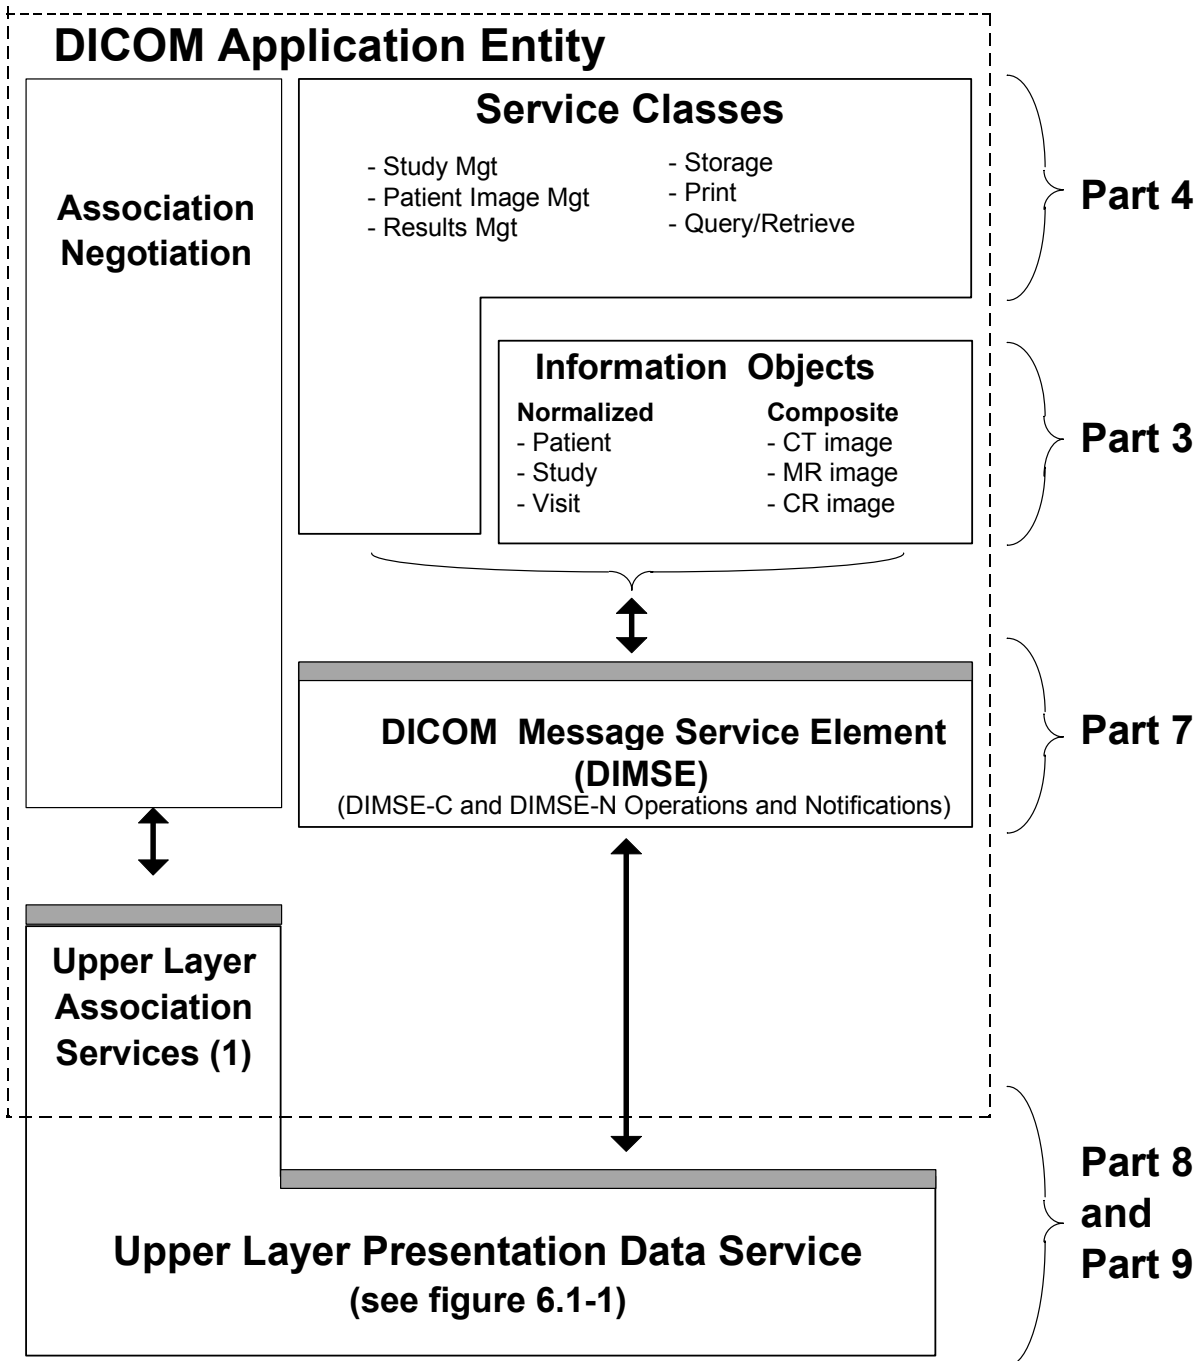 DICOM Application Entity
Association
Negotiation
Service Classes
- Study Mgt
- Patient Image Mgt
- Results Mgt
- Storage
- Print
- Query/Retrieve
Part 4
Information Objects
Normalized
- Patient
- Study
- Visit
Composite
- CT image
- MR image
- CR image
Part 3
DICOM Message Service Element
(DIMSE)
(DIMSE-C and DIMSE-N Operations and Notifications)
Part 7
Upper Layer
Association
Services (1)
Upper Layer Presentation Data Service
(see figure 6.1-1)
Part 8
and
Part 9